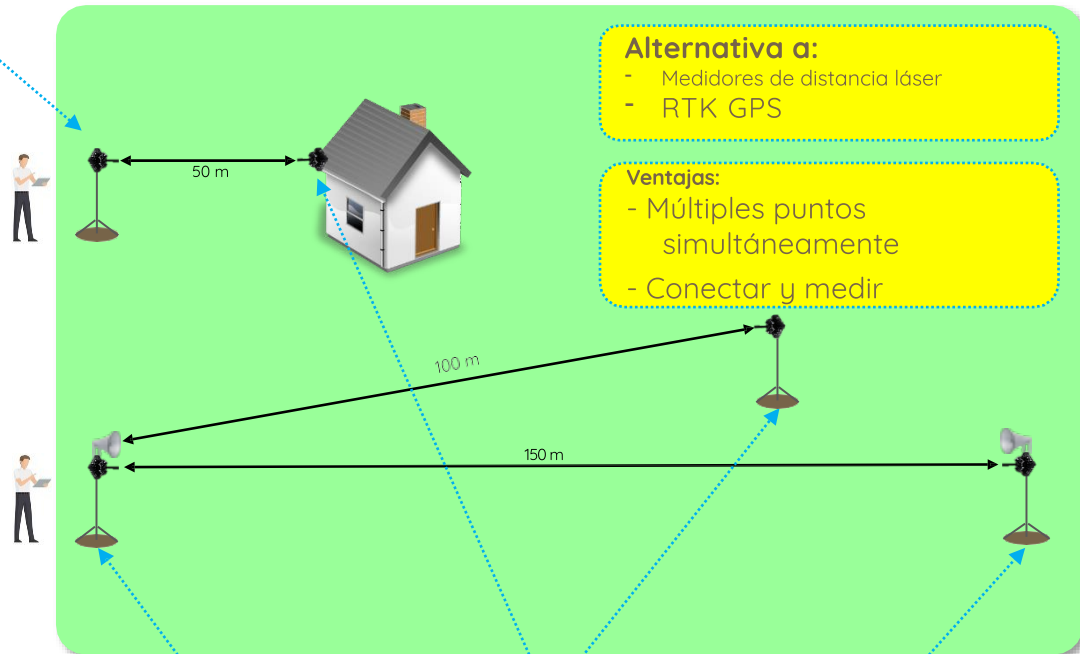 Alternativa a:
- Medidores de distancia láser
- RTK GPS
50 m
Ventajas:
- Múltiples puntos
simultáneamente
- Conectar y medir
100 m
150 m